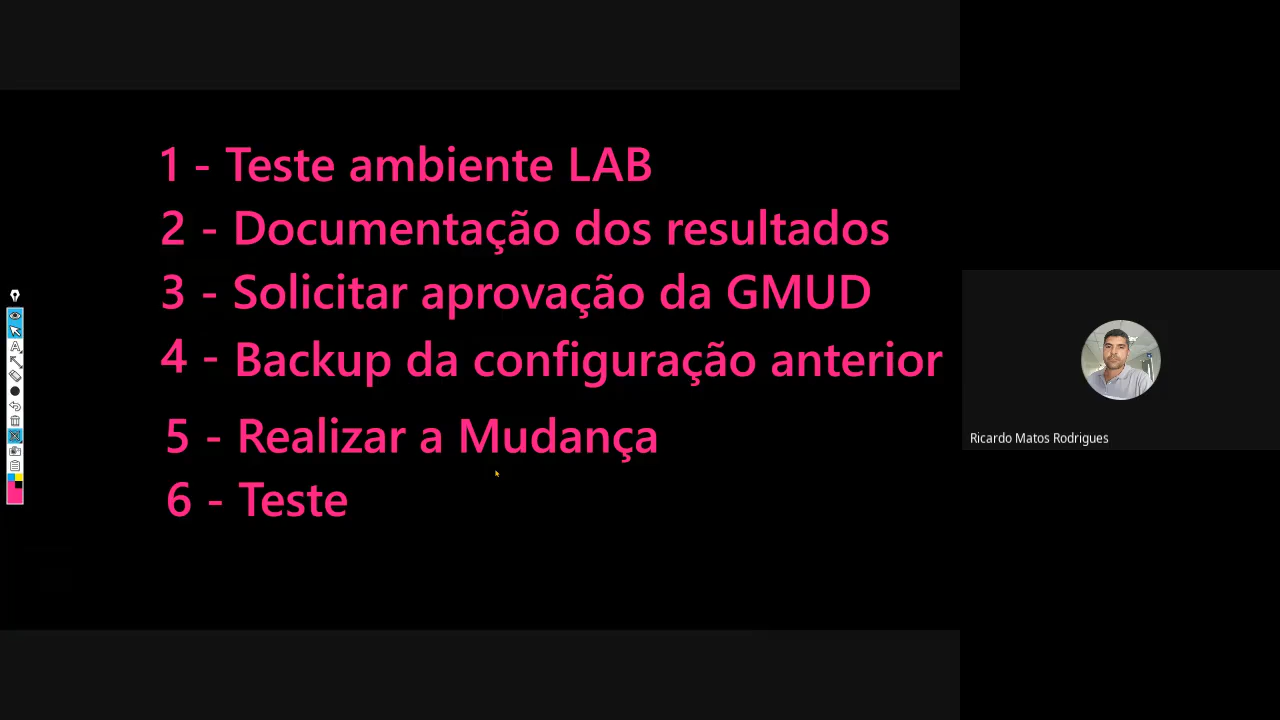 1 - Teste ambiente LAB
2 - Documentação dos resultados
3 - Solicitar aprovação da GMUD
4 - Backup da configuração anterior
5 - Realizar a Mudança
6 - Teste
Ricardo Matos Rodrigues